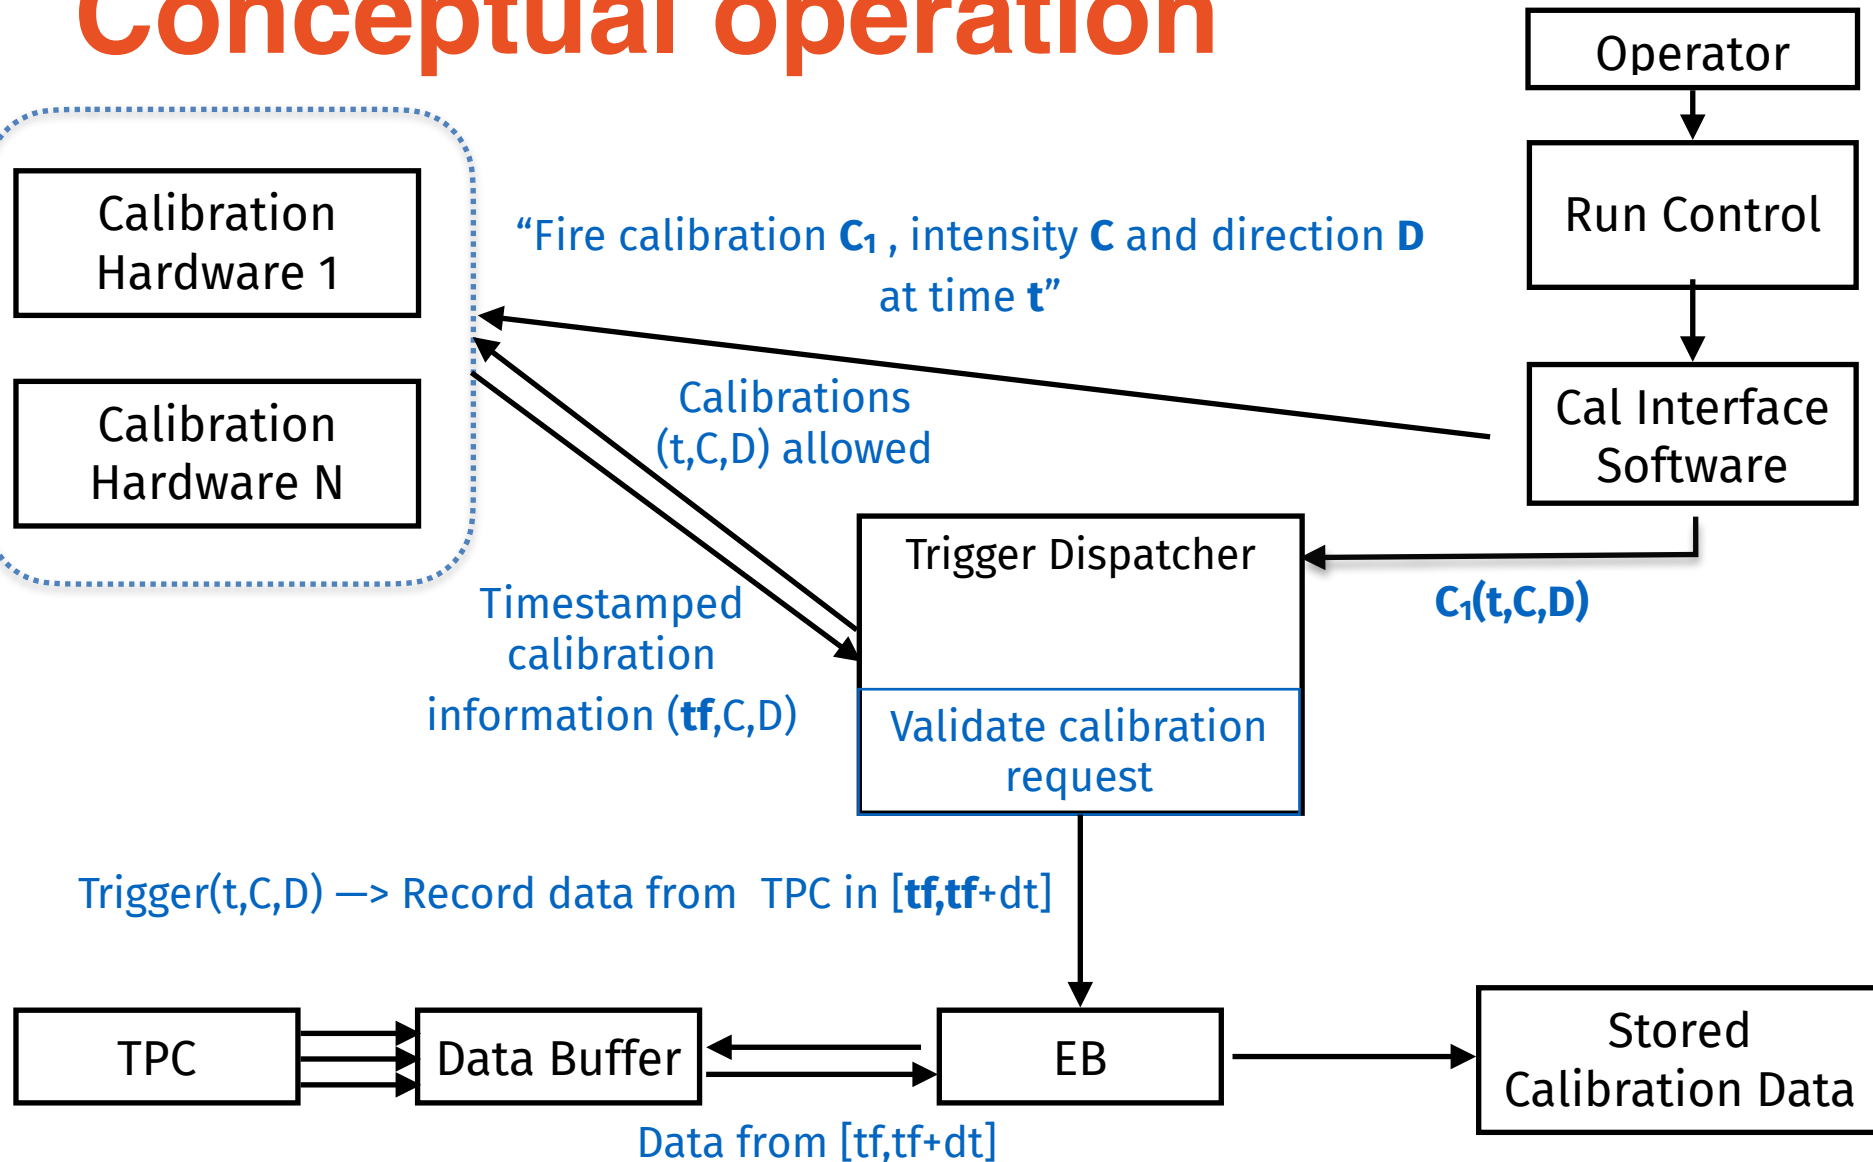 Conceptual operation
Operator
Run Control
Calibration
Hardware 1
“Fire calibration C₁ , intensity C and direction D
at time t”
Calibration
Hardware N
Calibrations
(t,C,D) allowed
Cal Interface
Software
Trigger Dispatcher
C₁(t,C,D)
Timestamped
calibration
information (tf,C,D)
Validate calibration
request
Trigger(t,C,D) —> Record data from TPC in [tf,tf+dt]
TPC
Data Buffer
EB
Stored
Calibration Data
Data from [tf,tf+dt]